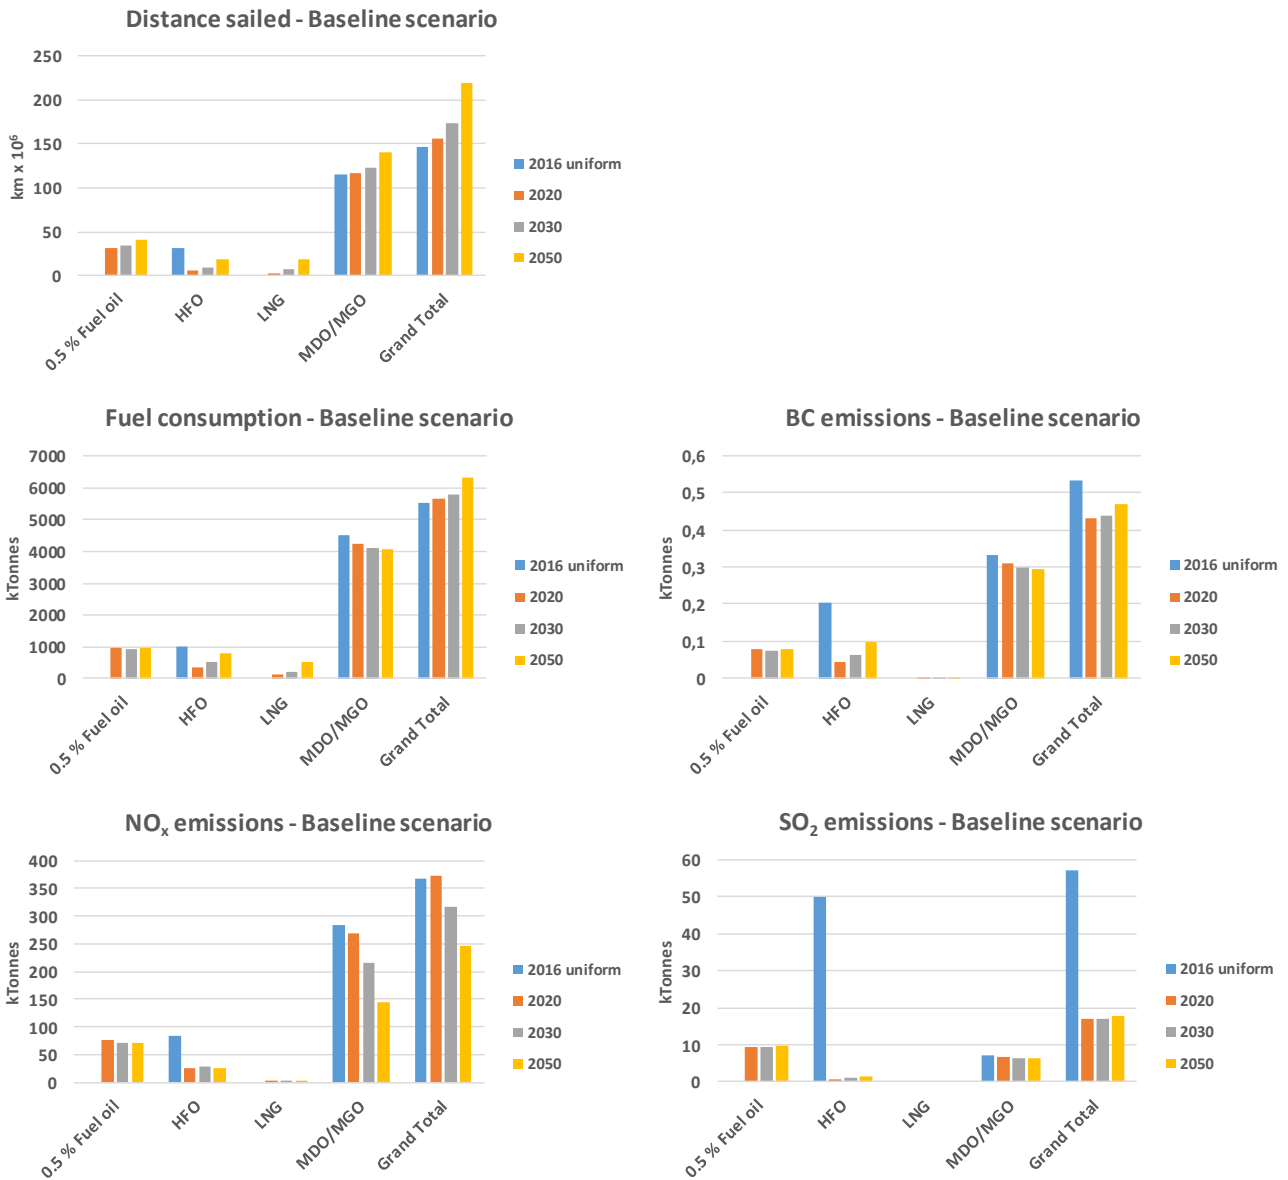 Distance sailed - Baseline scenario
250
200
150
100
50
0
km x 10⁶
0.5 % Fuel oil
HFO
LNG
MDO/MGO
Grand Total
2016 uniform
2020
2030
2050
Fuel consumption - Baseline scenario
7000
6000
5000
4000
3000
2000
1000
0
kTonnes
0.5 % Fuel oil
HFO
LNG
MDO/MGO
Grand Total
2016 uniform
2020
2030
2050
BC emissions - Baseline scenario
0,6
0,5
0,4
0,3
0,2
0,1
0
kTonnes
0.5 % Fuel oil
HFO
LNG
MDO/MGO
Grand Total
2016 uniform
2020
2030
2050
NOₓ emissions - Baseline scenario
400
350
300
250
200
150
100
50
0
kTonnes
0.5 % Fuel oil
HFO
LNG
MDO/MGO
Grand Total
2016 uniform
2020
2030
2050
SO₂ emissions - Baseline scenario
60
50
40
30
20
10
0
kTonnes
0.5 % Fuel oil
HFO
LNG
MDO/MGO
Grand Total
2016 uniform
2020
2030
2050